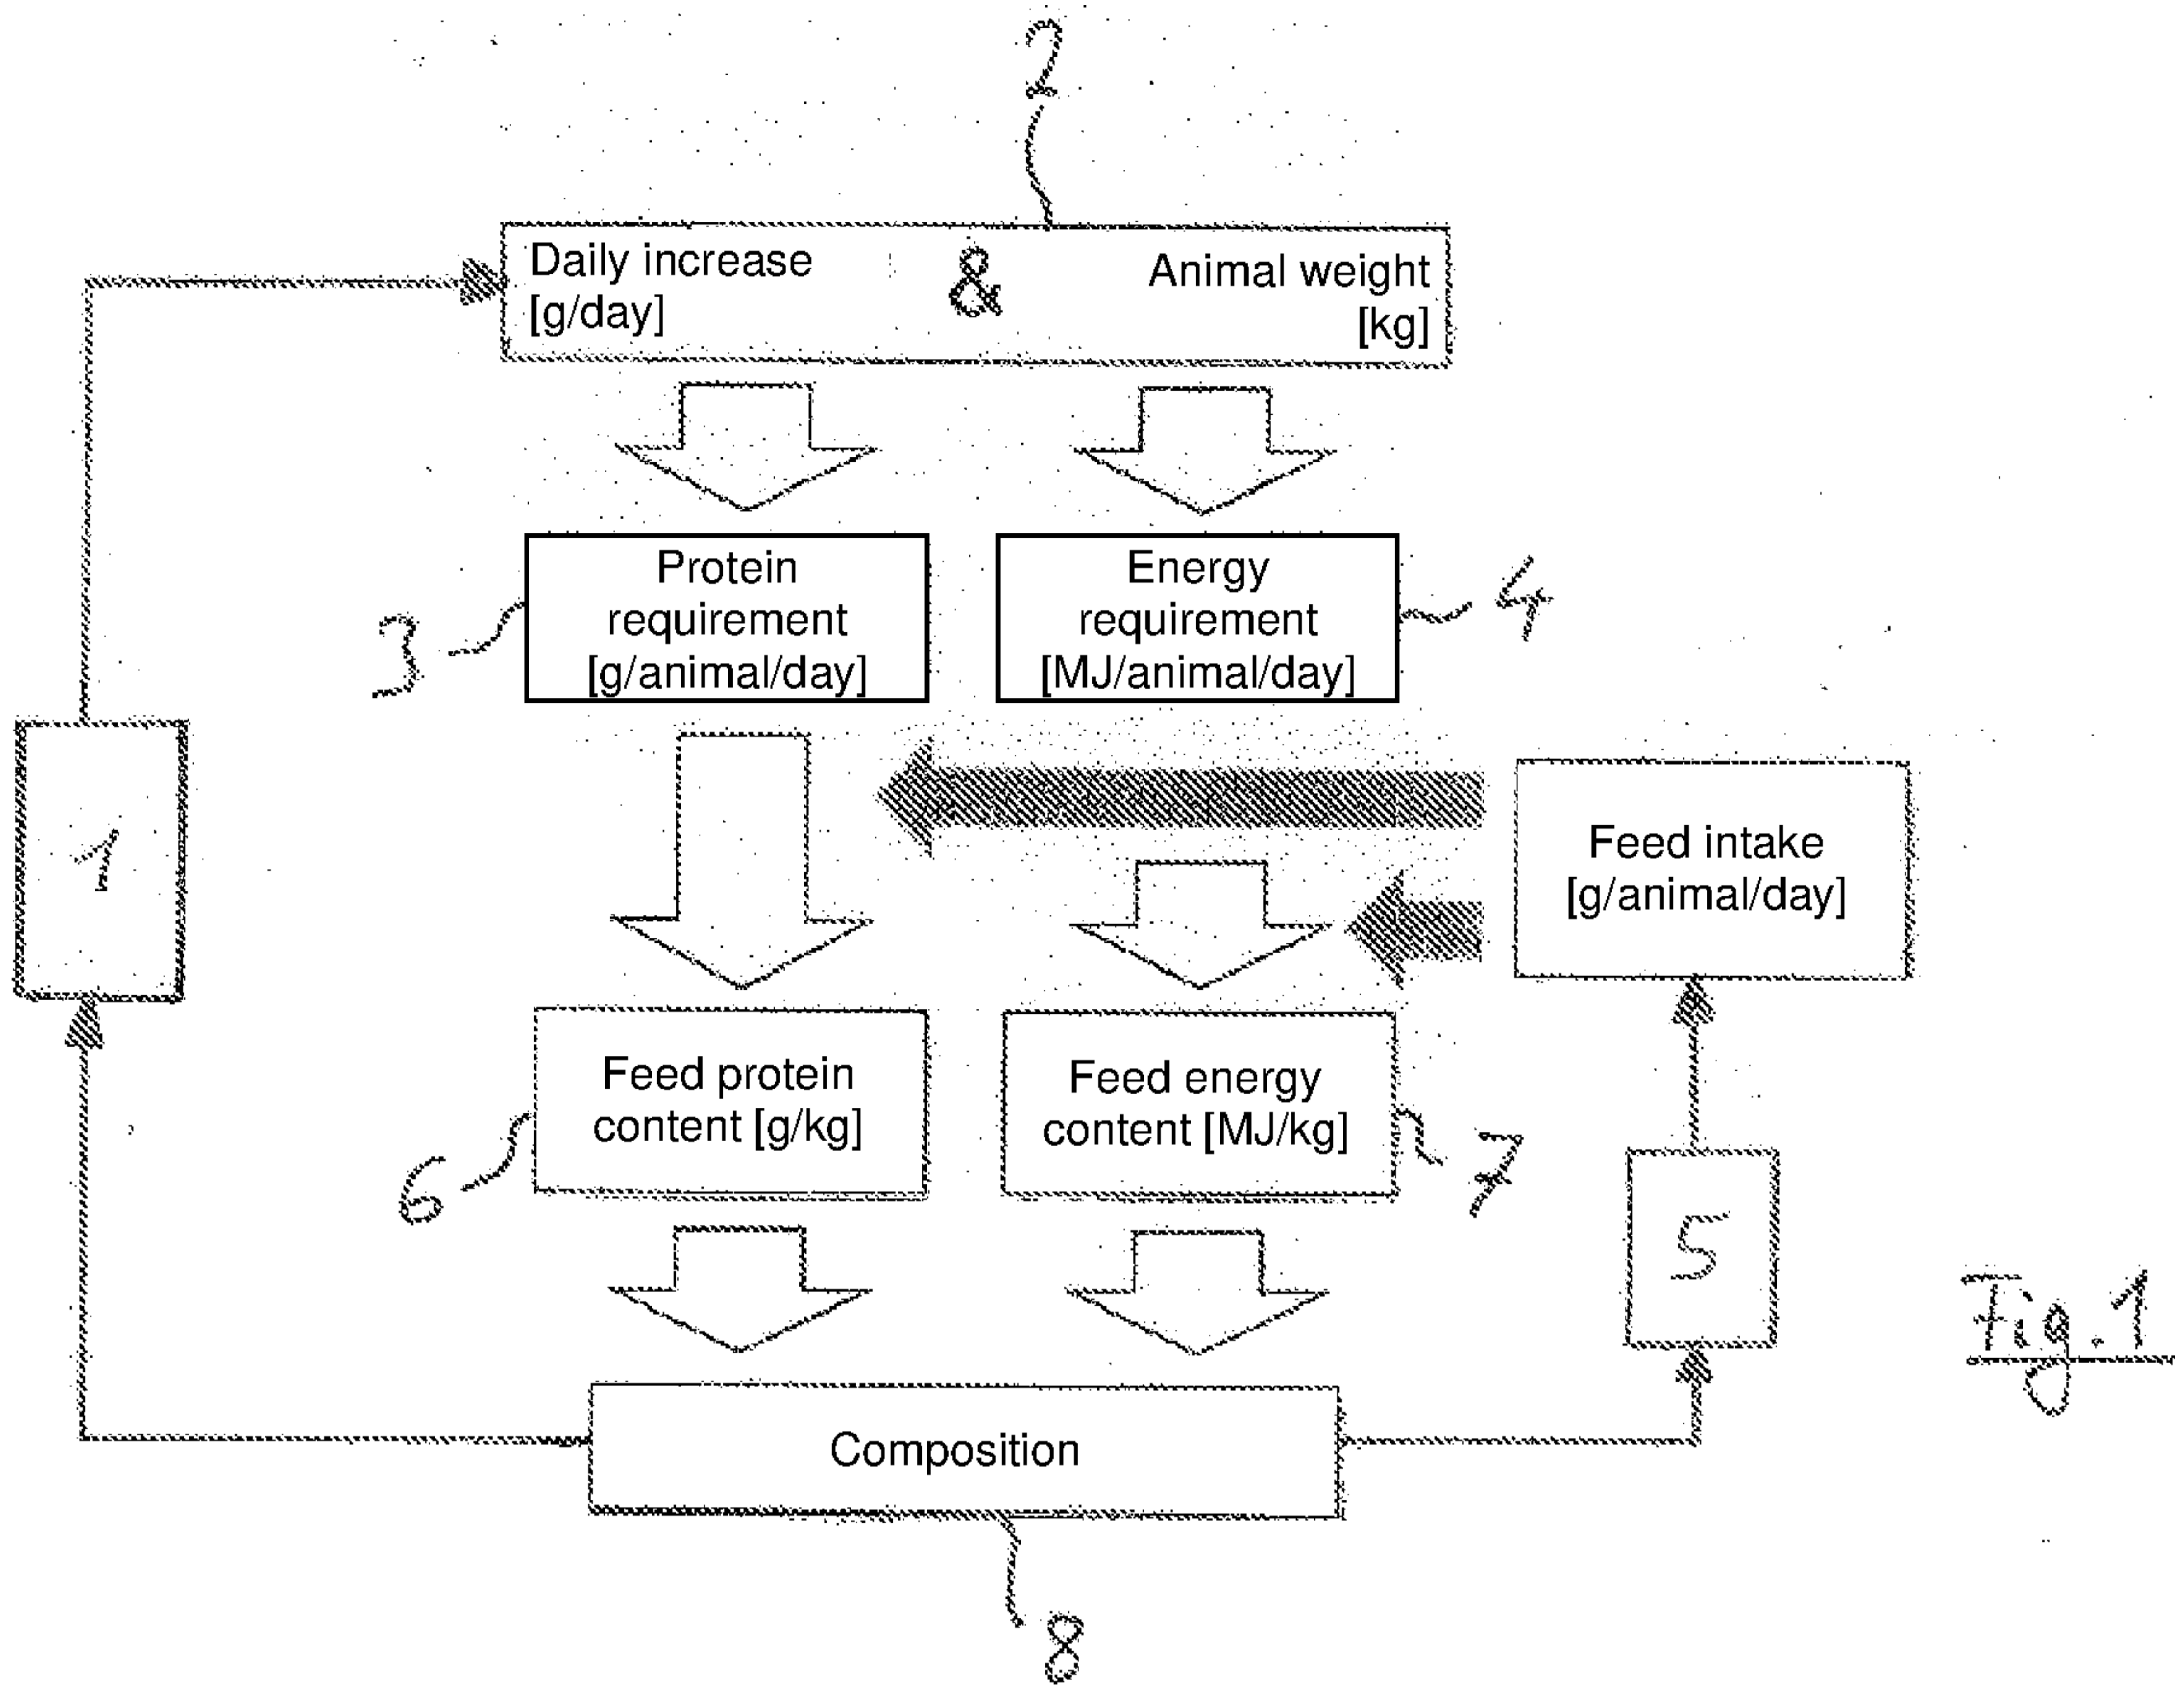 2
Daily increase
[g/day]
&
Animal weight
[kg]
3
Protein
requirement
[g/animal/day]
Energy
requirement
[MJ/animal/day]
4
1
Feed intake
[g/animal/day]
6
Feed protein
content [g/kg]
Feed energy
content [MJ/kg]
7
5
Fig.1
Composition
8